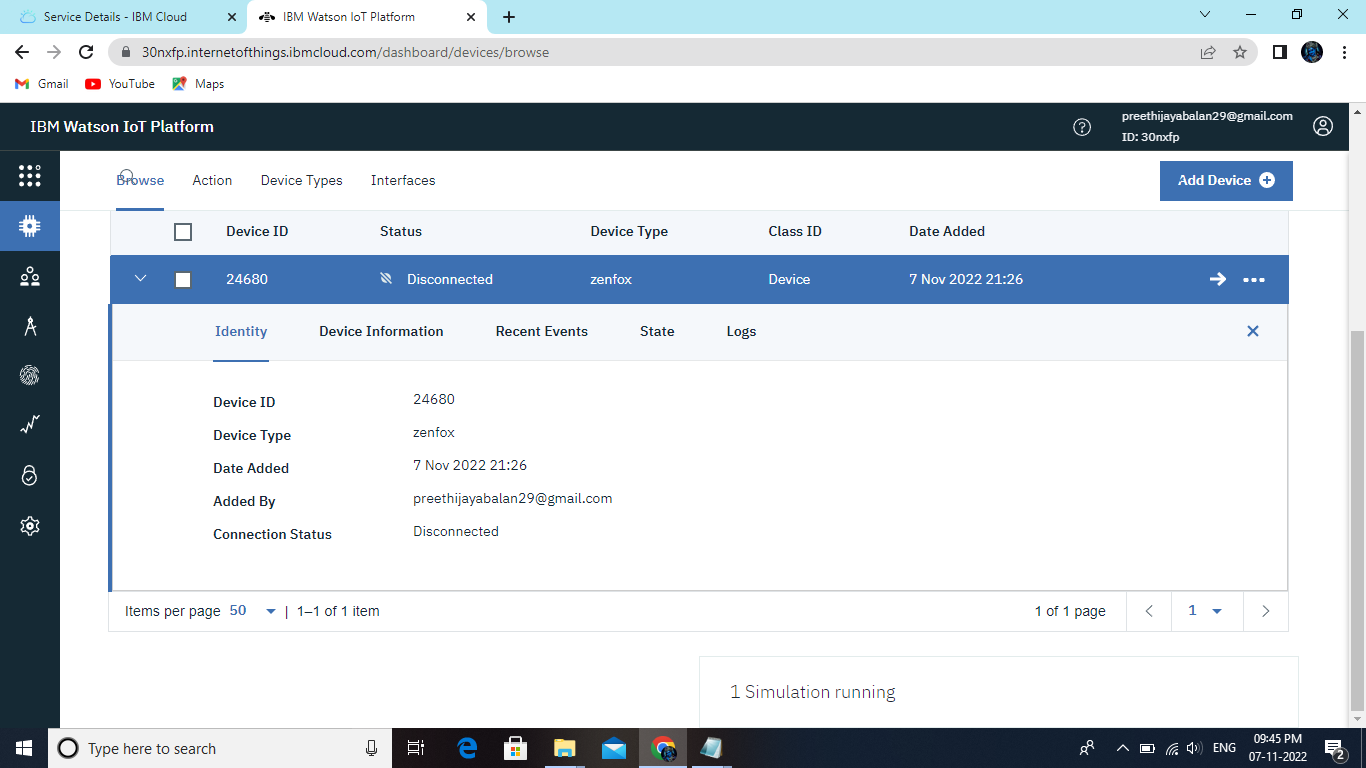 Service Details - IBM Cloud
IBM Watson IoT Platform
30nxfp.internetofthings.ibmcloud.com/dashboard/devices/browse
Gmail YouTube Maps
IBM Watson IoT Platform
preethijayabalan29@gmail.com
ID: 30nxfp
Browse Action Device Types Interfaces
Add Device
Device ID Status Device Type Class ID Date Added
24680 Disconnected zenfox Device 7 Nov 2022 21:26
Identity Device Information Recent Events State Logs
Device ID 24680
Device Type zenfox
Date Added 7 Nov 2022 21:26
Added By preethijayabalan29@gmail.com
Connection Status Disconnected
Items per page 50 | 1–1 of 1 item 1 of 1 page 1
1 Simulation running
Type here to search
ENG
09:45 PM
07-11-2022
2